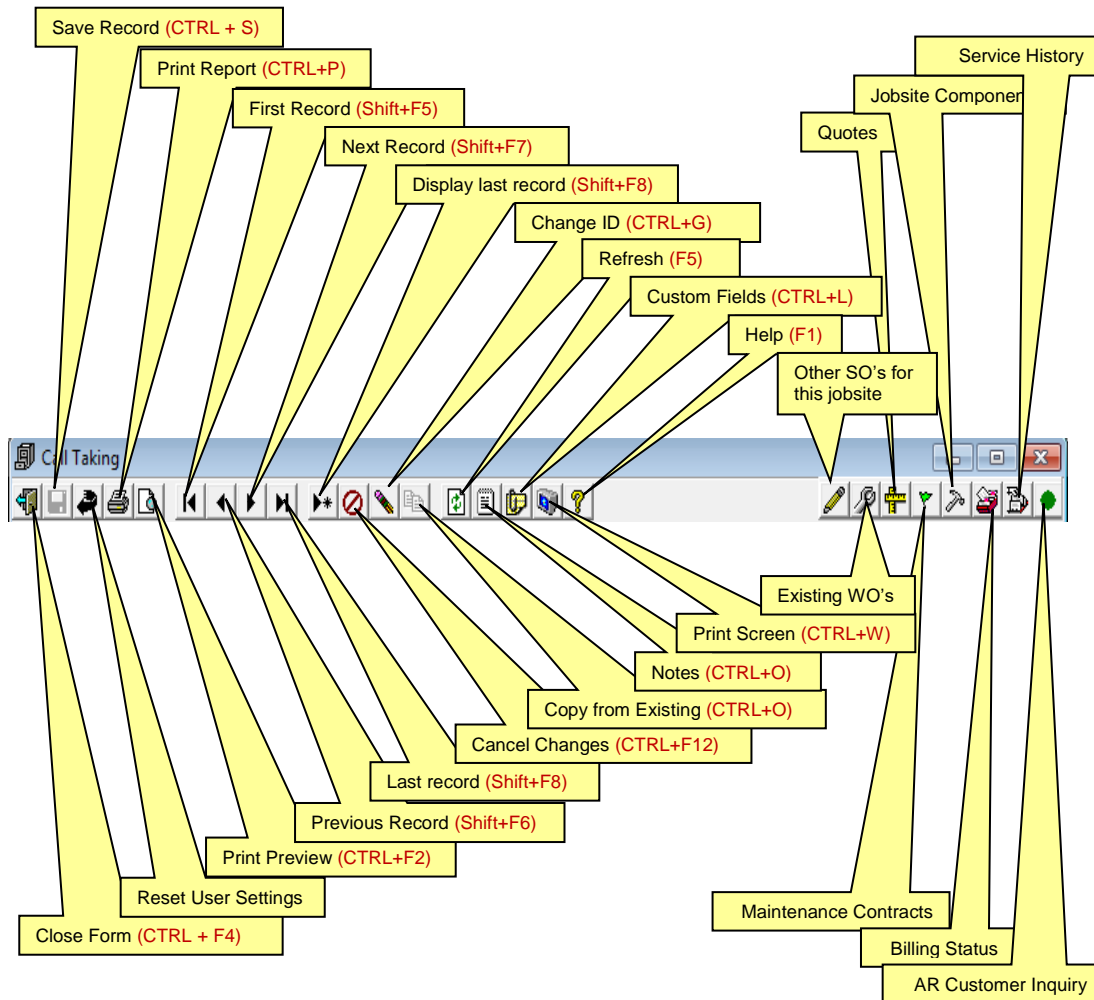 Save Record (CTRL + S)
Service History
Print Report (CTRL+P)
Jobsite Componen
First Record (Shift+F5)
Quotes
Next Record (Shift+F7)
Display last record (Shift+F8)
Change ID (CTRL+G)
Refresh (F5)
Custom Fields (CTRL+L)
Help (F1)
Other SO’s for
this jobsite
Call Taking
Existing WO’s
Print Screen (CTRL+W)
Notes (CTRL+O)
Copy from Existing (CTRL+O)
Cancel Changes (CTRL+F12)
Last record (Shift+F8)
Previous Record (Shift+F6)
Print Preview (CTRL+F2)
Reset User Settings
Maintenance Contracts
Close Form (CTRL + F4)
Billing Status
AR Customer Inquiry